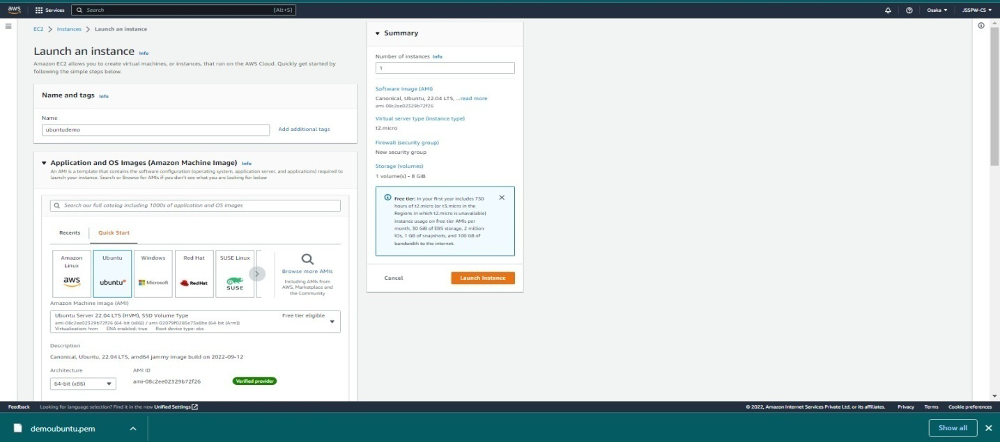 aws
Services
Search
[Alt+S]
Osaka
JSSPW-CS
EC2
Instances
Launch an instance
Launch an instance Info
Amazon EC2 allows you to create virtual machines, or instances, that run on the AWS Cloud. Quickly get started by
following the simple steps below.
Name and tags Info
Name
ubuntudemo
Add additional tags
Application and OS Images (Amazon Machine Image) Info
An AMI is a template that contains the software configuration (operating system, application server, and applications) required to
launch your instance. Search or Browse for AMIs if you don't see what you are looking for below
Search our full catalog including 1000s of application and OS images
Recents
Quick Start
Amazon
Linux
aws
Ubuntu
ubuntu
Windows
Microsoft
Red Hat
Red Hat
SUSE Linux
SUSE
Browse more AMIs
Including AMIs from
AWS, Marketplace and
the Community
Amazon Machine Image (AMI)
Ubuntu Server 22.04 LTS (HVM), SSD Volume Type
Free tier eligible
ami-08c2ee02329b72f26 (64-bit (x86)) / ami-02079f0285e75a8be (64-bit (Arm))
Virtualization: hvm ENA enabled: true Root device type: ebs
Description
Canonical, Ubuntu, 22.04 LTS, amd64 jammy image build on 2022-09-12
Architecture
64-bit (x86)
AMI ID
ami-08c2ee02329b72f26
Verified provider
Summary
Number of instances Info
1
Software Image (AMI)
Canonical, Ubuntu, 22.04 LTS, ...read more
ami-08c2ee02329b72f26
Virtual server type (instance type)
t2.micro
Firewall (security group)
New security group
Storage (volumes)
1 volume(s) - 8 GiB
Free tier: In your first year includes 750
hours of t2.micro (or t3.micro in the
Regions in which t2.micro is unavailable)
instance usage on free tier AMIs per
month, 30 GiB of EBS storage, 2 million
IOs, 1 GB of snapshots, and 100 GB of
bandwidth to the internet.
Cancel
Launch Instance
Feedback
Looking for language selection? Find it in the new Unified Settings
© 2022, Amazon Internet Services Private Ltd. or its affiliates.
Privacy
Terms
Cookie preferences
demoubuntu.pem
Show all